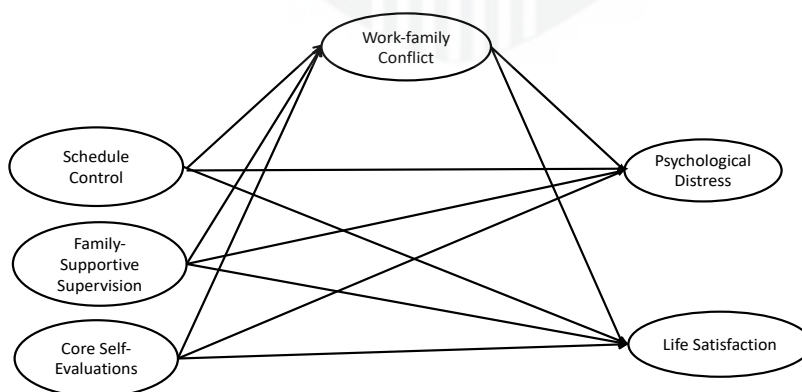 Work-family
Conflict
Schedule
Control
Psychological
Distress
Family-
Supportive
Supervision
Core Self-
Evaluations
Life Satisfaction